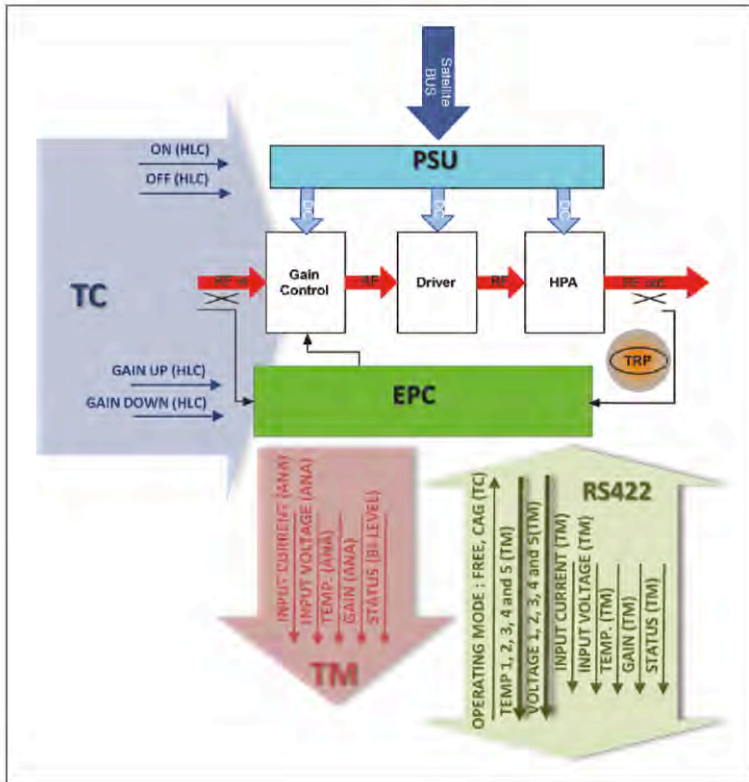 Satellite
BUS
ON (HLC)
OFF (HLC)
PSU
DC
DC
DC
TC
RF in
Gain
Control
RF
Driver
RF
HPA
RF out
TRP
GAIN UP (HLC)
GAIN DOWN (HLC)
EPC
INPUT CURRENT (ANA)
INPUT VOLTAGE (ANA)
TEMP. (ANA)
GAIN (ANA)
STATUS (BI-LEVEL)
TM
RS422
OPERATING MODE : FREE, CAG (TC)
TEMP 1, 2, 3, 4 and 5 (TM)
VOLTAGE 1, 2, 3, 4 and 5(TM)
INPUT CURRENT (TM)
INPUT VOLTAGE (TM)
TEMP. (TM)
GAIN (TM)
STATUS (TM)